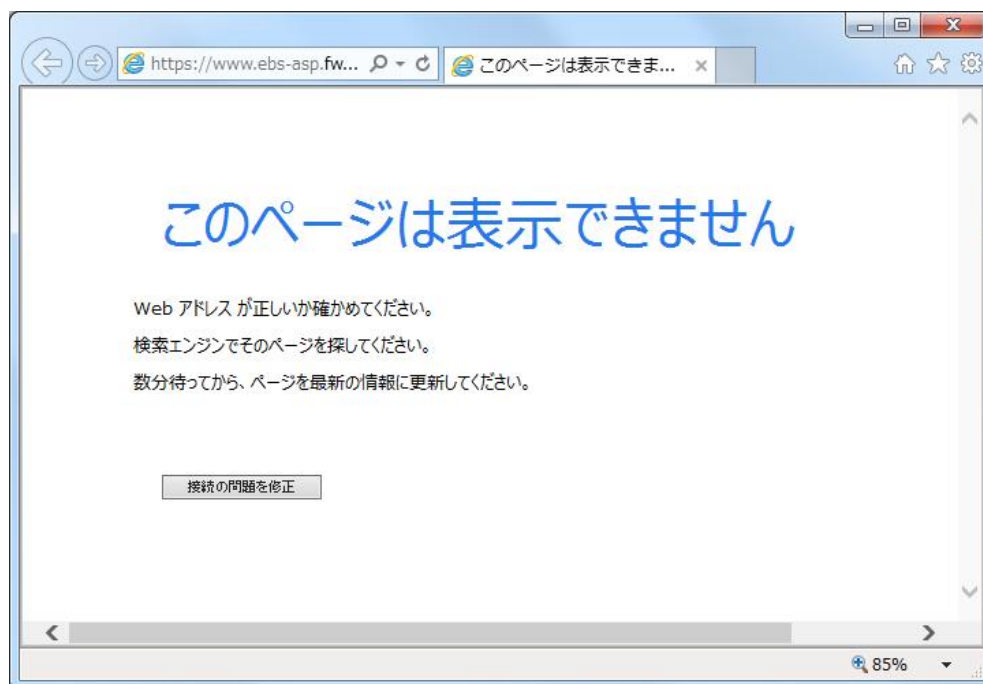 https://www.ebs-asp.fw...
このページは表示できま...
このページは表示できません
Web アドレス が正しいか確かめてください。
検索エンジンでそのページを探してください。
数分待ってから、ページを最新の情報に更新してください。
接続の問題を修正
85%